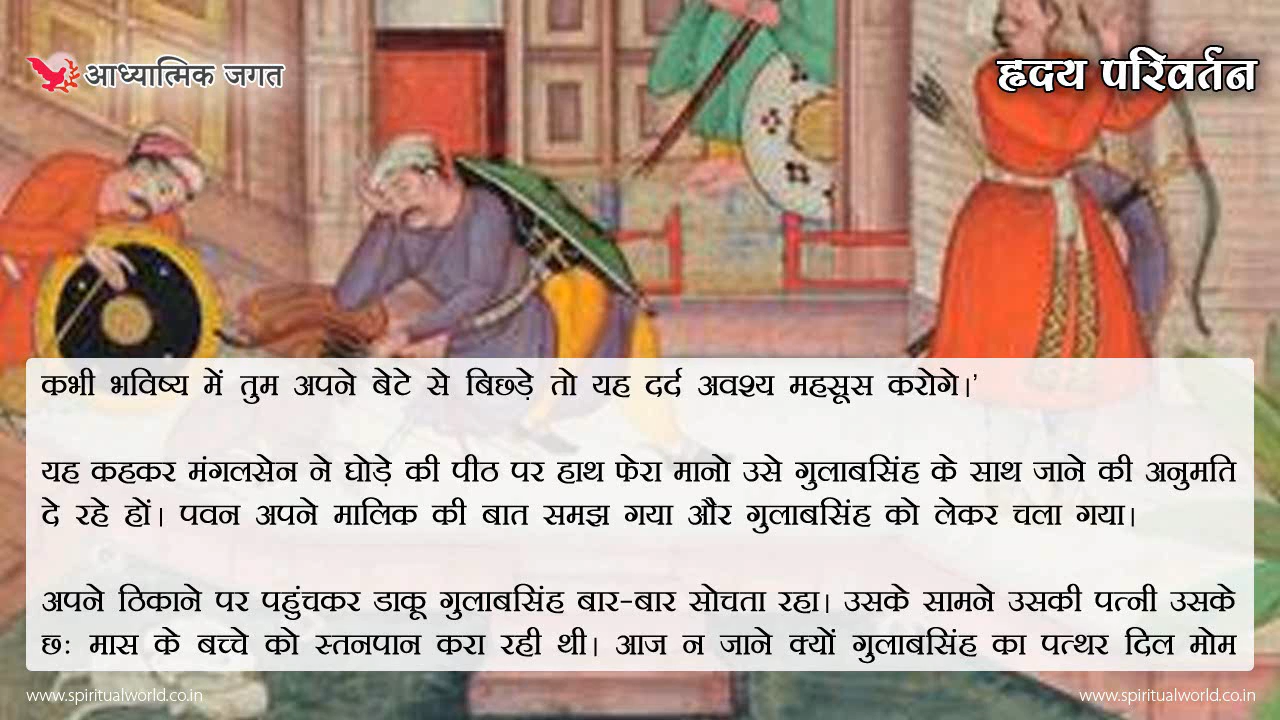 आध्यात्मिक जगत
ह्रदय परिवर्तन
कभी भविष्य में तुम अपने बेटे से बिछड़े तो यह दर्द अवश्य महसूस करोगे।’
यह कहकर मंगलसेन ने घोड़े की पीठ पर हाथ फेरा मानो उसे गुलाबसिंह के साथ जाने की अनुमति
दे रहे हों। पवन अपने मालिक की बात समझ गया और गुलाबसिंह को लेकर चला गया।
अपने ठिकाने पर पहुंचकर डाकू गुलाबसिंह बार-बार सोचता रहा। उसके सामने उसकी पत्नी उसके
छः मास के बच्चे को स्तनपान करा रही थी। आज न जाने क्यों गुलाबसिंह का पत्थर दिल मोम
www.spiritualworld.co.in
www.spiritualworld.co.in